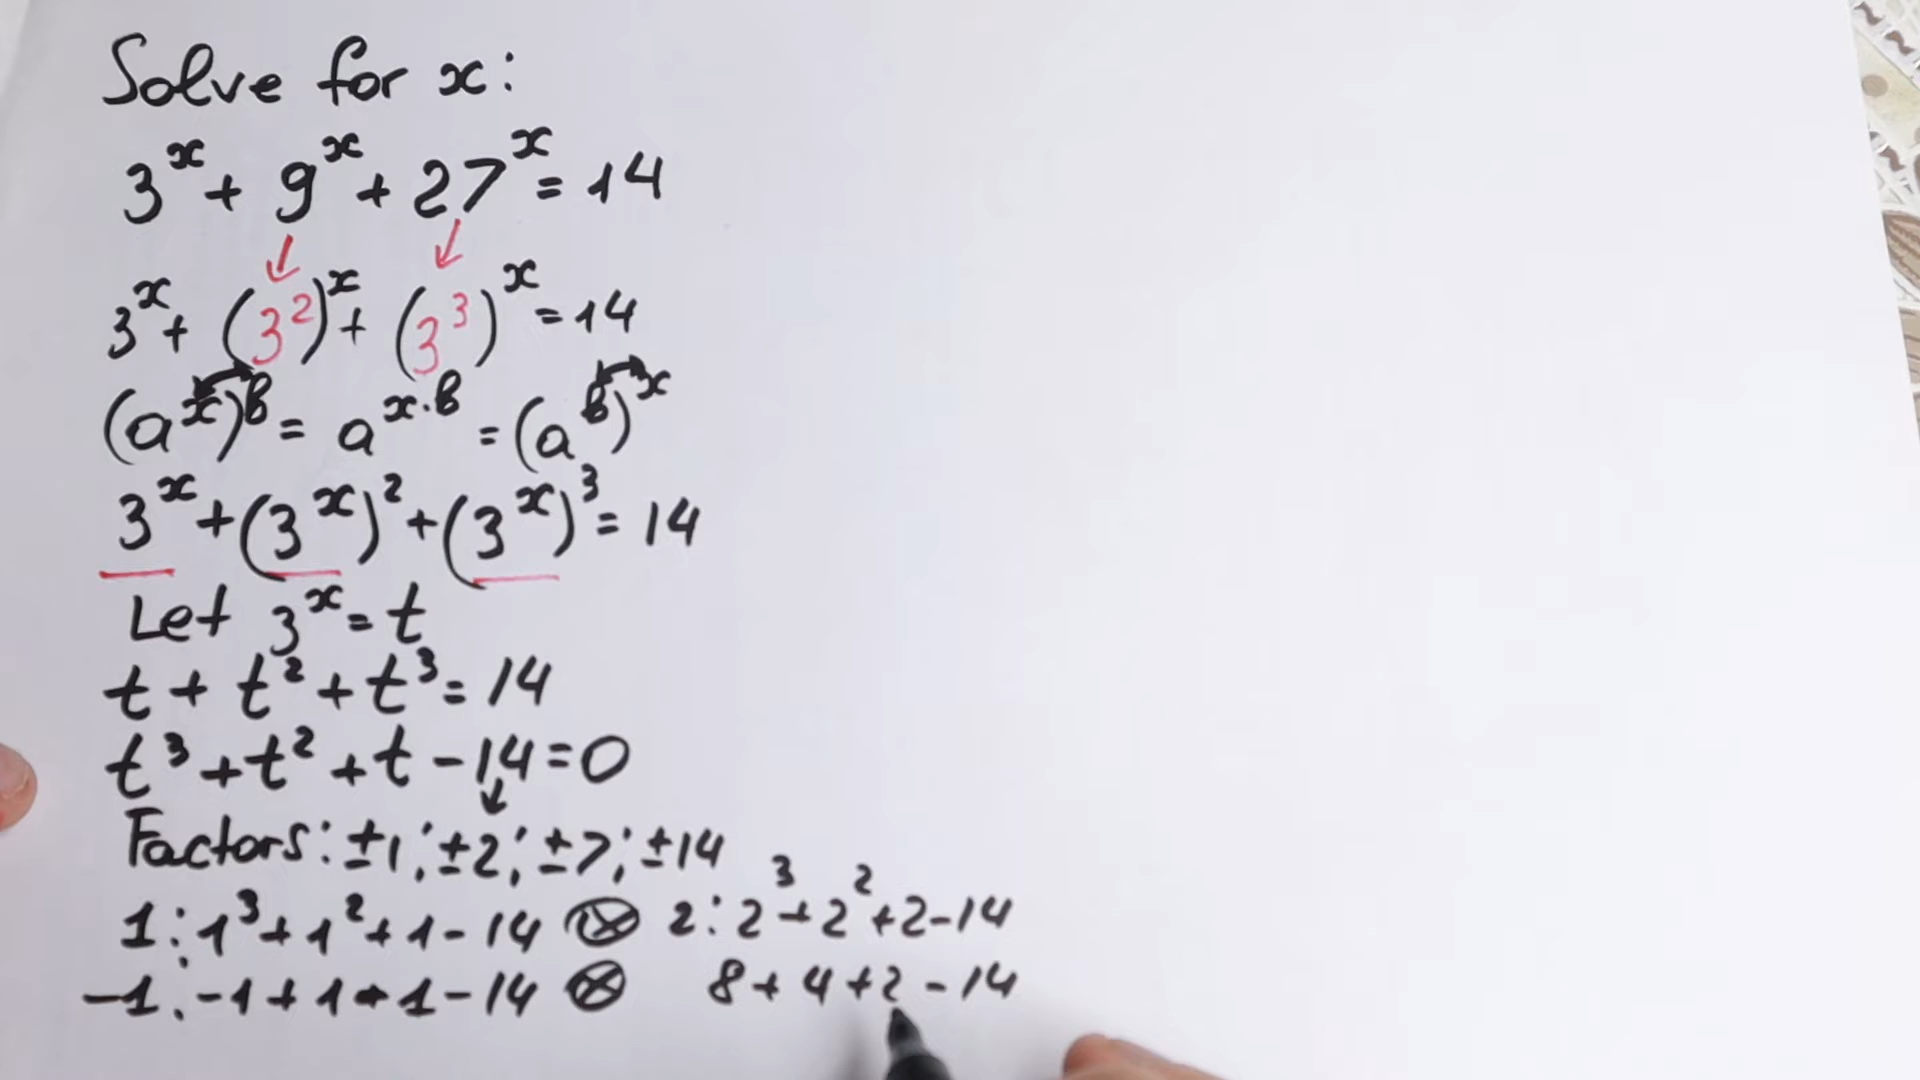 Solve for x:
3^x + 9^x + 27^x = 14
3^x + (3^2)^x + (3^3)^x = 14
(a^x)^b = a^{x·b} = (a^b)^x
3^x + (3^x)^2 + (3^x)^3 = 14
Let 3^x = t
t + t^2 + t^3 = 14
t^3 + t^2 + t - 14 = 0
Factors: ±1; ±2; ±7; ±14
1: 1^3 + 1^2 + 1 - 14 ⊗ 2: 2^3 + 2^2 + 2 - 14
-1: -1 + 1 - 1 - 14 ⊗ 8 + 4 + 2 - 14